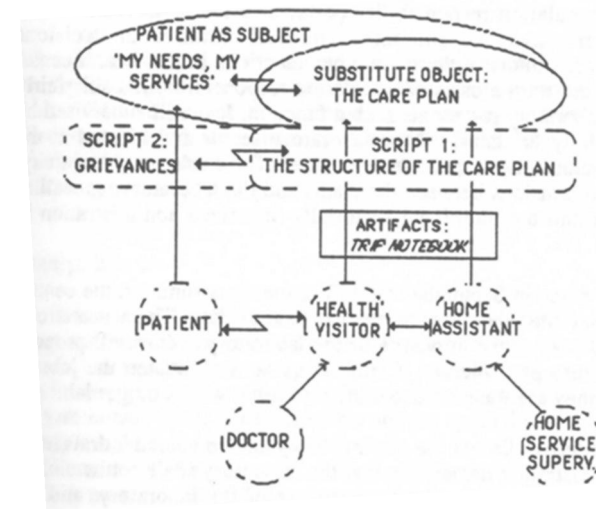 PATIENT AS SUBJECT
"MY NEEDS, MY
SERVICES"
SUBSTITUTE OBJECT:
THE CARE PLAN
SCRIPT 2:
GRIEVANCES
SCRIPT 1:
THE STRUCTURE OF THE CARE PLAN
ARTIFACTS:
TRIP NOTEBOOK
PATIENT
HEALTH
VISITOR
HOME
ASSISTANT
DOCTOR
HOME
SERVICE
SUPERV.